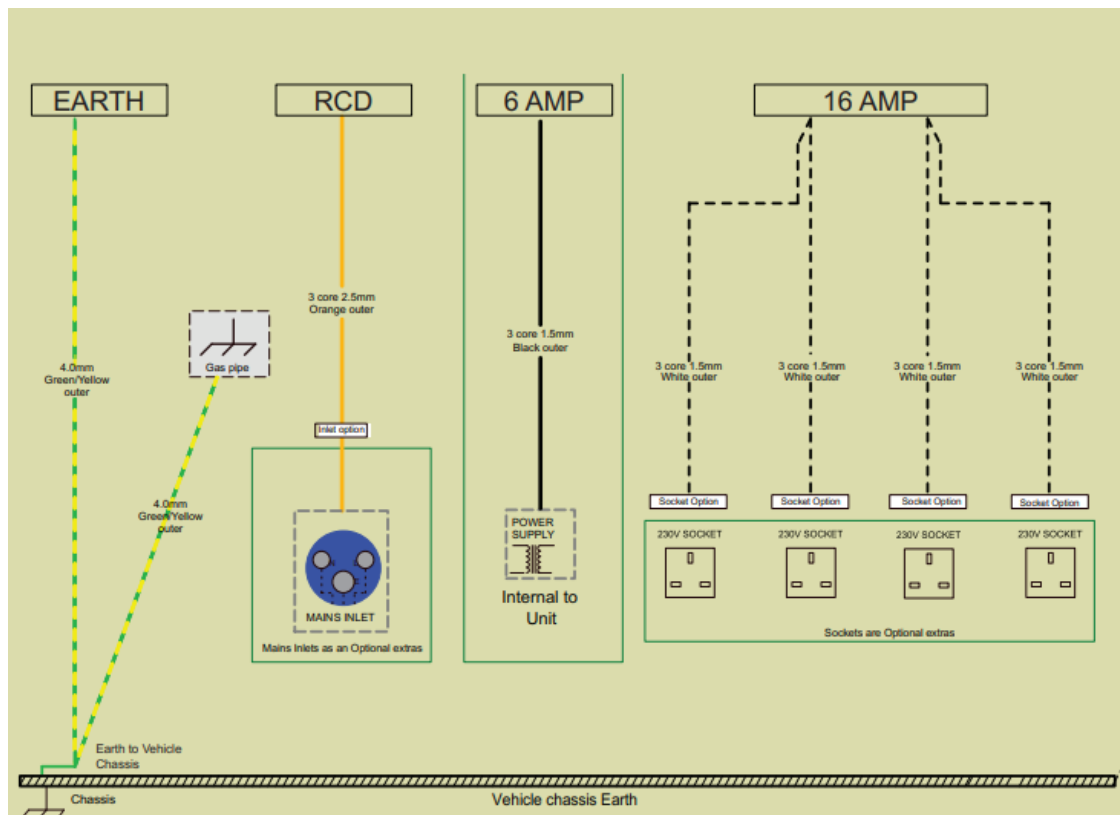 EARTH
RCD
6 AMP
16 AMP
3 core 2.5mm
Orange outer
3 core 1.5mm
Black outer
Gas pipe
4.0mm
Green/Yellow
outer
3 core 1.5mm
White outer
3 core 1.5mm
White outer
3 core 1.5mm
White outer
3 core 1.5mm
White outer
Inlet option
4.0mm
Green/Yellow
outer
Socket Option
Socket Option
Socket Option
Socket Option
POWER
SUPPLY
230V SOCKET
230V SOCKET
230V SOCKET
230V SOCKET
Internal to
Unit
MAINS INLET
Mains Inlets as an Optional extras
Sockets are Optional extras
Earth to Vehicle
Chassis
Chassis
Vehicle chassis Earth